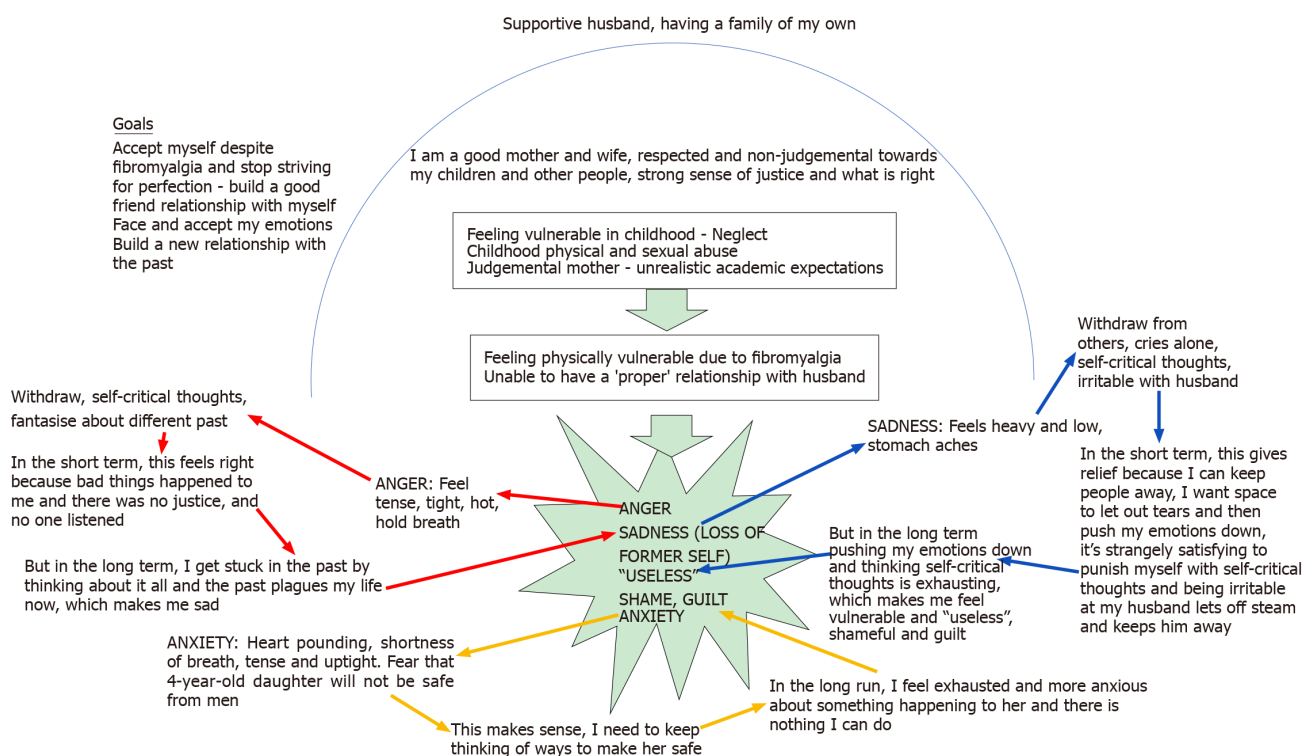 Supportive husband, having a family of my own
Goals
Accept myself despite
fibromyalgia and stop striving
for perfection - build a good
friend relationship with myself
Face and accept my emotions
Build a new relationship with
the past
I am a good mother and wife, respected and non-judgemental towards
my children and other people, strong sense of justice and what is right
Feeling vulnerable in childhood - Neglect
Childhood physical and sexual abuse
Judgemental mother - unrealistic academic expectations
Feeling physically vulnerable due to fibromyalgia
Unable to have a 'proper' relationship with husband
Withdraw, self-critical thoughts,
fantasise about different past
In the short term, this feels right
because bad things happened to
me and there was no justice, and
no one listened
But in the long term, I get stuck in the past by
thinking about it all and the past plagues my life
now, which makes me sad
ANGER: Feel
tense, tight, hot,
hold breath
ANGER
SADNESS (LOSS OF
FORMER SELF)
“USELESS”
SHAME, GUILT
ANXIETY
SADNESS: Feels heavy and low,
stomach aches
Withdraw from
others, cries alone,
self-critical thoughts,
irritable with husband
In the short term, this gives
relief because I can keep
people away, I want space
to let out tears and then
push my emotions down,
it’s strangely satisfying to
punish myself with self-critical
thoughts and being irritable
at my husband lets off steam
and keeps him away
But in the long term
pushing my emotions down
and thinking self-critical
thoughts is exhausting,
which makes me feel
vulnerable and “useless”,
shameful and guilt
ANXIETY: Heart pounding, shortness
of breath, tense and uptight. Fear that
4-year-old daughter will not be safe
from men
This makes sense, I need to keep
thinking of ways to make her safe
In the long run, I feel exhausted and more anxious
about something happening to her and there is
nothing I can do